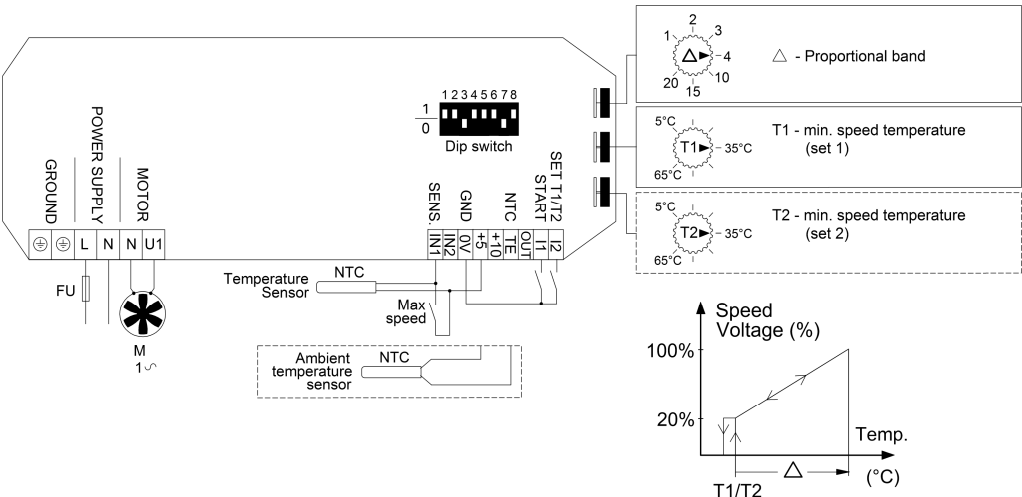 1 2 3 4 5 6 7 8
1
0
Dip switch
GROUND
POWER SUPPLY
MOTOR
L
N
N
U1
SENS.
GND
NTC
START
SET T1/T2
IN1
IN2
0V
+5
+10
TE
OUT
I1
I2
FU
M
1
Temperature
Sensor
NTC
Max
speed
Ambient
temperature
sensor
NTC
1
2
3
4
10
15
20
△
△ - Proportional band
5°C
35°C
65°C
T1
T1 - min. speed temperature
(set 1)
5°C
35°C
65°C
T2
T2 - min. speed temperature
(set 2)
Speed
Voltage (%)
100%
20%
Temp.
(°C)
△
T1/T2